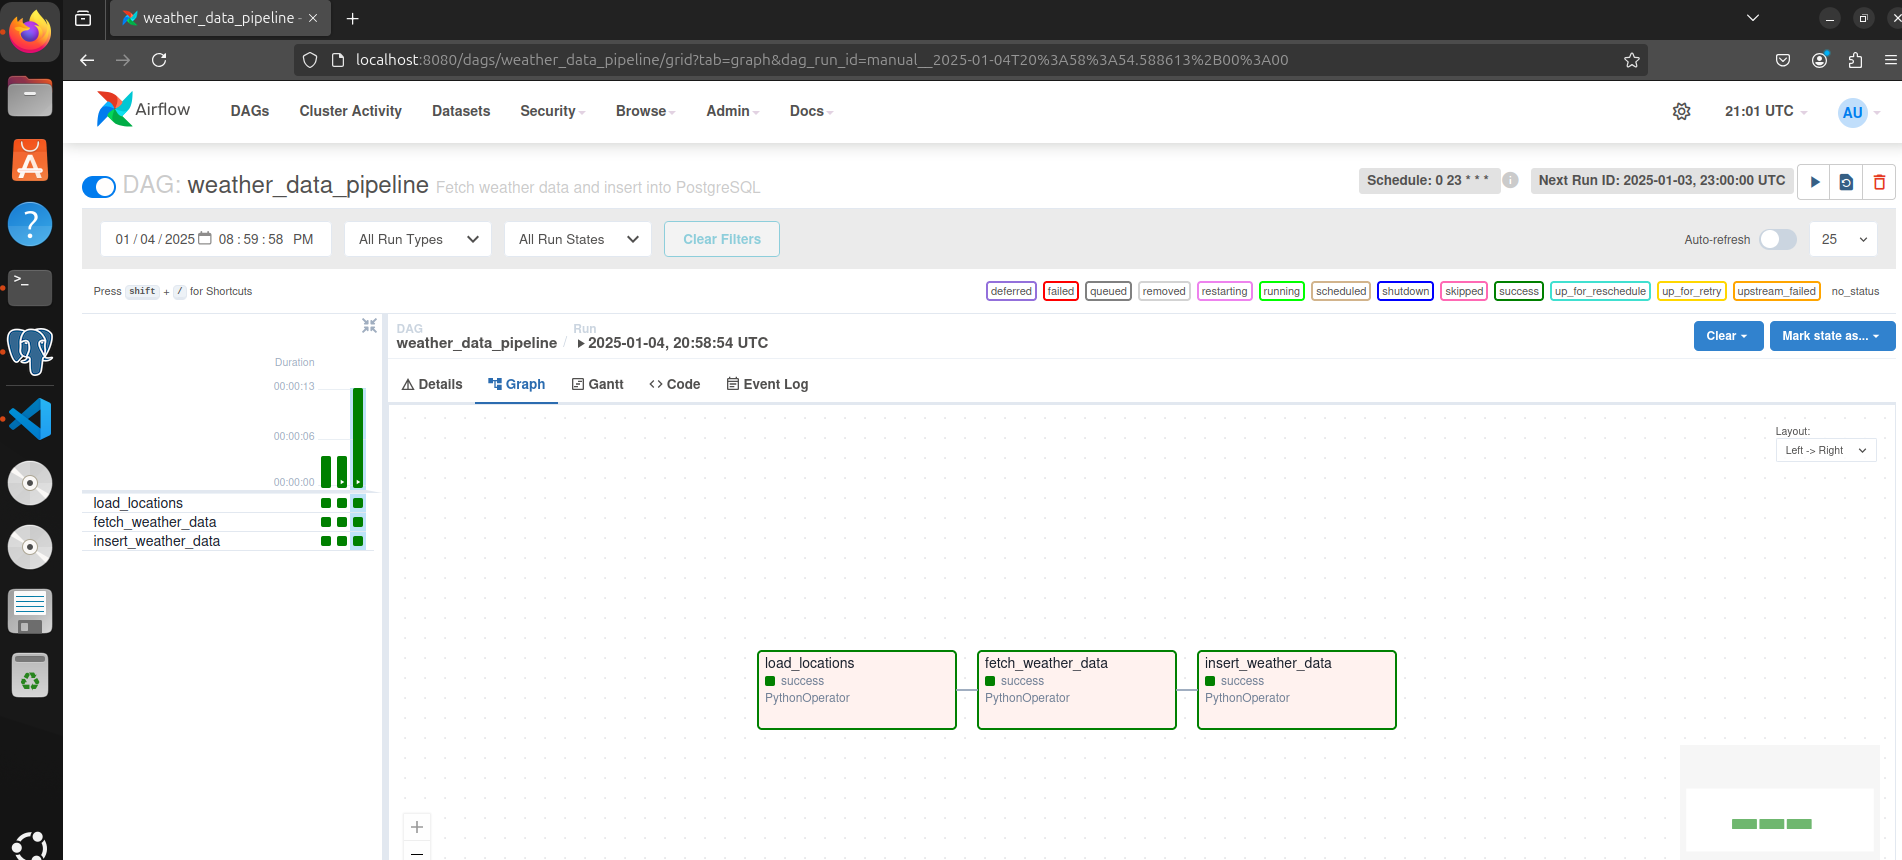 weather_data_pipeline -
localhost:8080/dags/weather_data_pipeline/grid?tab=graph&dag_run_id=manual__2025-01-04T20%3A58%3A54.588613%2B00%3A00
Airflow DAGs Cluster Activity Datasets Security Browse Admin Docs 21:01 UTC AU
DAG: weather_data_pipeline Fetch weather data and insert into PostgreSQL Schedule: 0 23 * * * i Next Run ID: 2025-01-03, 23:00:00 UTC
01 / 04 / 2025 08 : 59 : 58 PM All Run Types All Run States Clear Filters Auto-refresh 25
Press shift + / for Shortcuts deferred failed queued removed restarting running scheduled shutdown skipped success up_for_reschedule up_for_retry upstream_failed no_status
DAG Run
weather_data_pipeline / 2025-01-04, 20:58:54 UTC Clear Mark state as...
Duration
00:00:13
00:00:06
00:00:00
load_locations
fetch_weather_data
insert_weather_data
Details Graph Gantt Code Event Log
Layout:
Left -> Right
load_locations
success
PythonOperator
fetch_weather_data
success
PythonOperator
insert_weather_data
success
PythonOperator